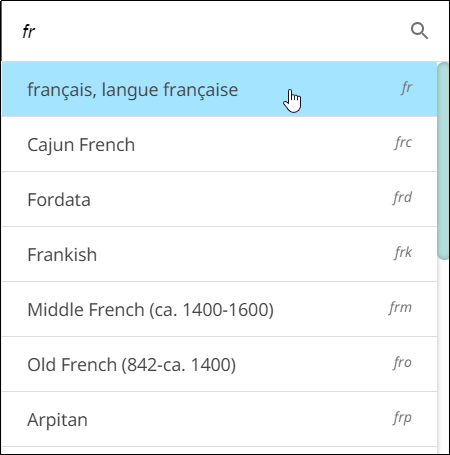 fr
français, langue française fr
Cajun French frc
Fordata frd
Frankish frk
Middle French (ca. 1400-1600) frm
Old French (842-ca. 1400) fro
Arpitan frp